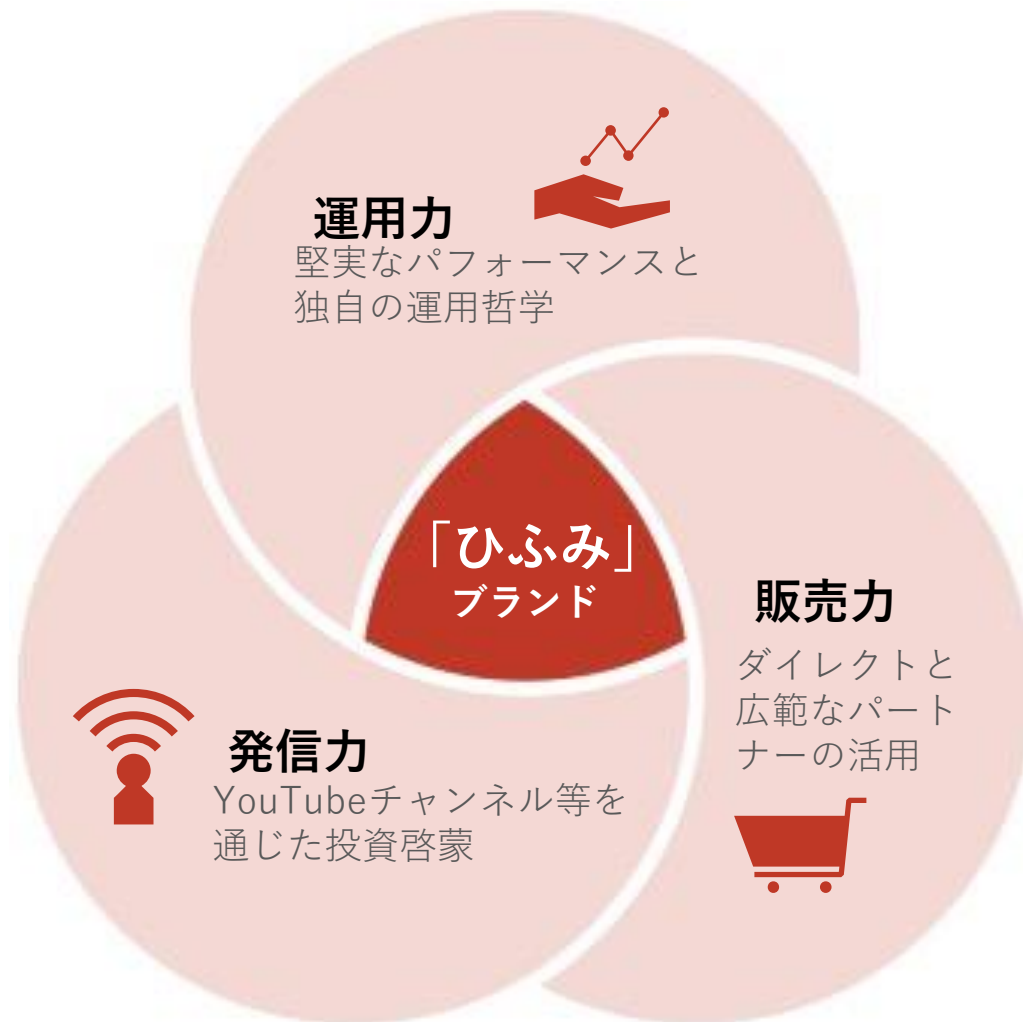 運用力
堅実なパフォーマンスと
独自の運用哲学
「ひふみ」
ブランド
販売力
ダイレクトと
広範なパート
ナーの活用
発信力
YouTubeチャンネル等を
通じた投資啓蒙